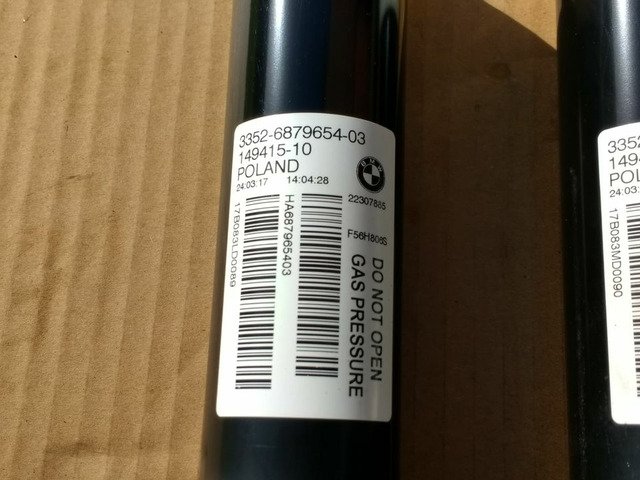 3352-6879654-03
149415-10
POLAND
24:03:17 14:04:28
BMW
22307885
17B083LD0089
HA687965403
F56H808S
DO NOT OPEN
GAS PRESSURE
3352
149
POL
24:03:
17B083MD0090